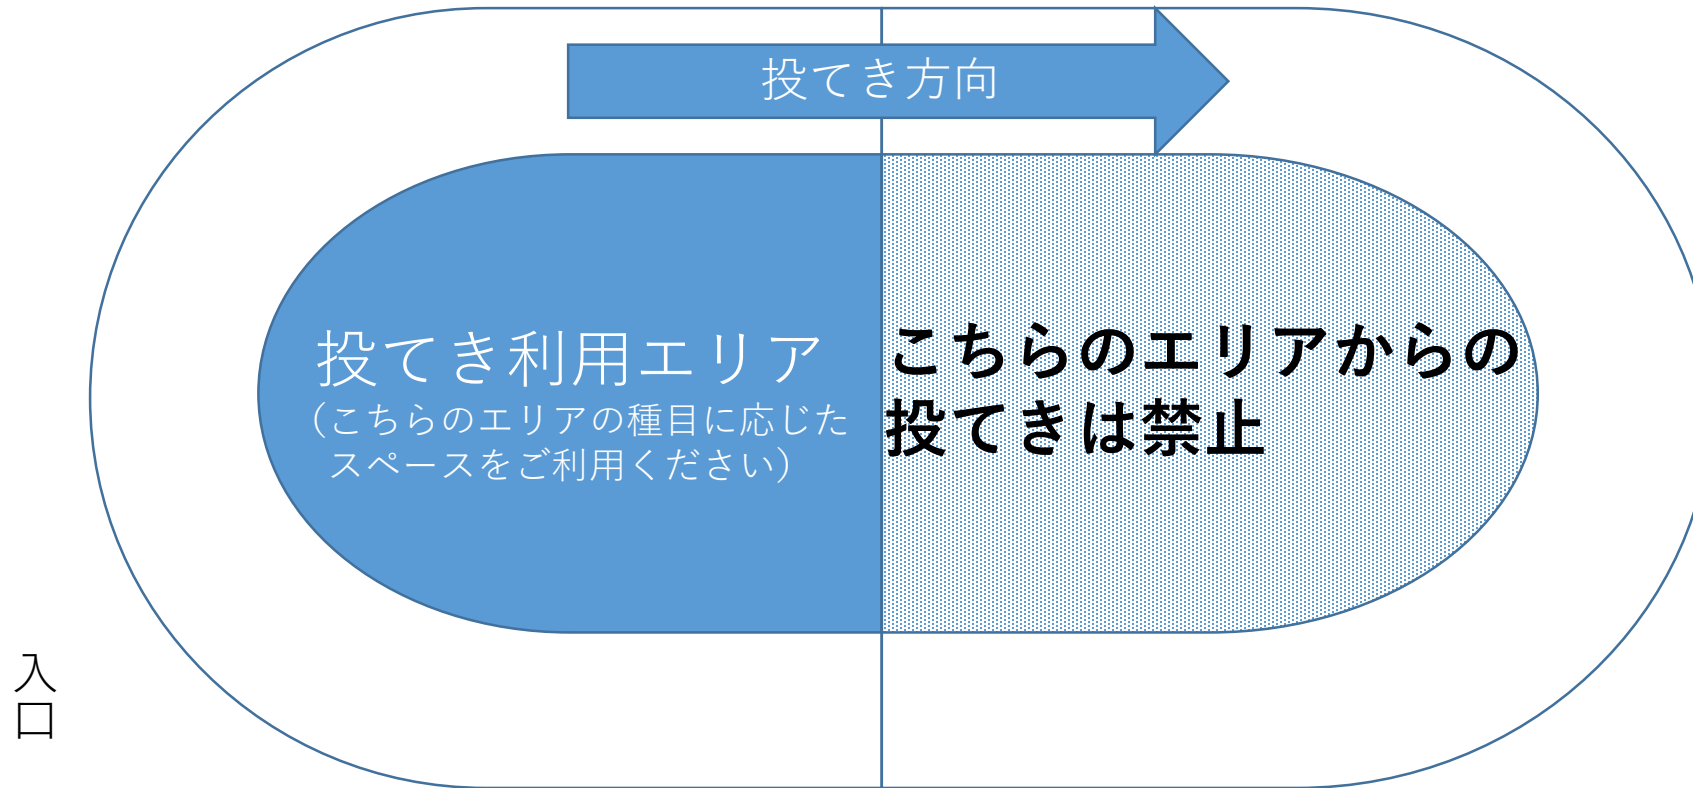 投てき方向
投てき利用エリア
（こちらのエリアの種目に応じた
スペースをご利用ください）
こちらのエリアからの
投てきは禁止
入口